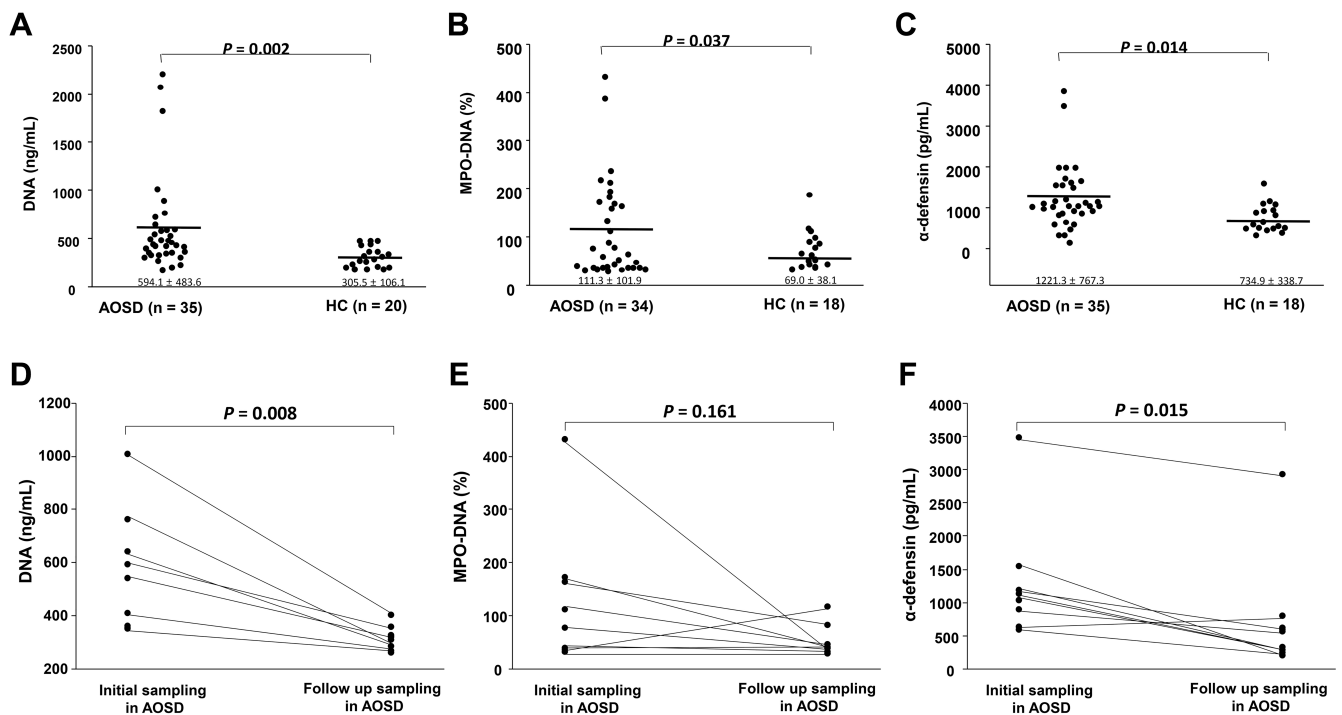 A
DNA (ng/mL)
2500
2000
1500
1000
500
0
P = 0.002
594.1 ± 483.6
305.5 ± 106.1
AOSD (n = 35)
HC (n = 20)
B
MPO-DNA (%)
500
400
300
200
100
0
P = 0.037
111.3 ± 101.9
69.0 ± 38.1
AOSD (n = 34)
HC (n = 18)
C
α-defensin (pg/mL)
5000
4000
3000
2000
1000
0
P = 0.014
1221.3 ± 767.3
734.9 ± 338.7
AOSD (n = 35)
HC (n = 18)
D
DNA (ng/mL)
1200
1000
800
600
400
200
P = 0.008
Initial sampling
in AOSD
Follow up sampling
in AOSD
E
MPO-DNA (%)
500
400
300
200
100
0
P = 0.161
Initial sampling
in AOSD
Follow up sampling
in AOSD
F
α-defensin (pg/mL)
4000
3500
3000
2500
2000
1500
1000
500
0
P = 0.015
Initial sampling
in AOSD
Follow up sampling
in AOSD